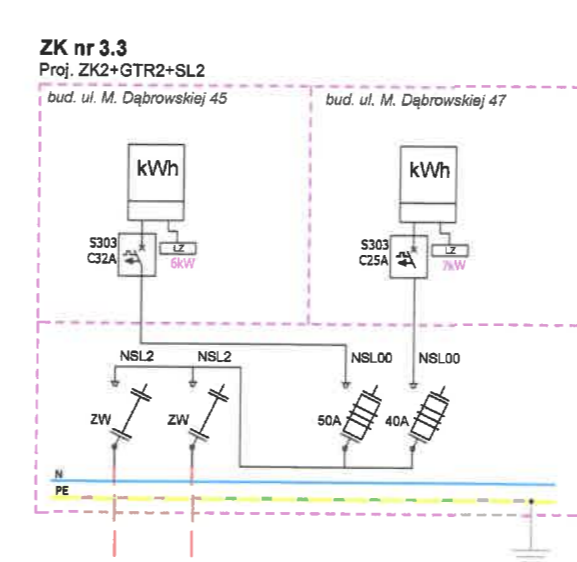 ZK nr 3.3
Proj. ZK2+GTR2+SL2
bud. ul. M. Dąbrowskiej 45
bud. ul. M. Dąbrowskiej 47
kWh
kWh
S303
C32A
LZ
6kW
S303
C25A
LZ
7kW
NSL2
NSL2
NSL00
NSL00
ZW
ZW
50A
40A
N
PE